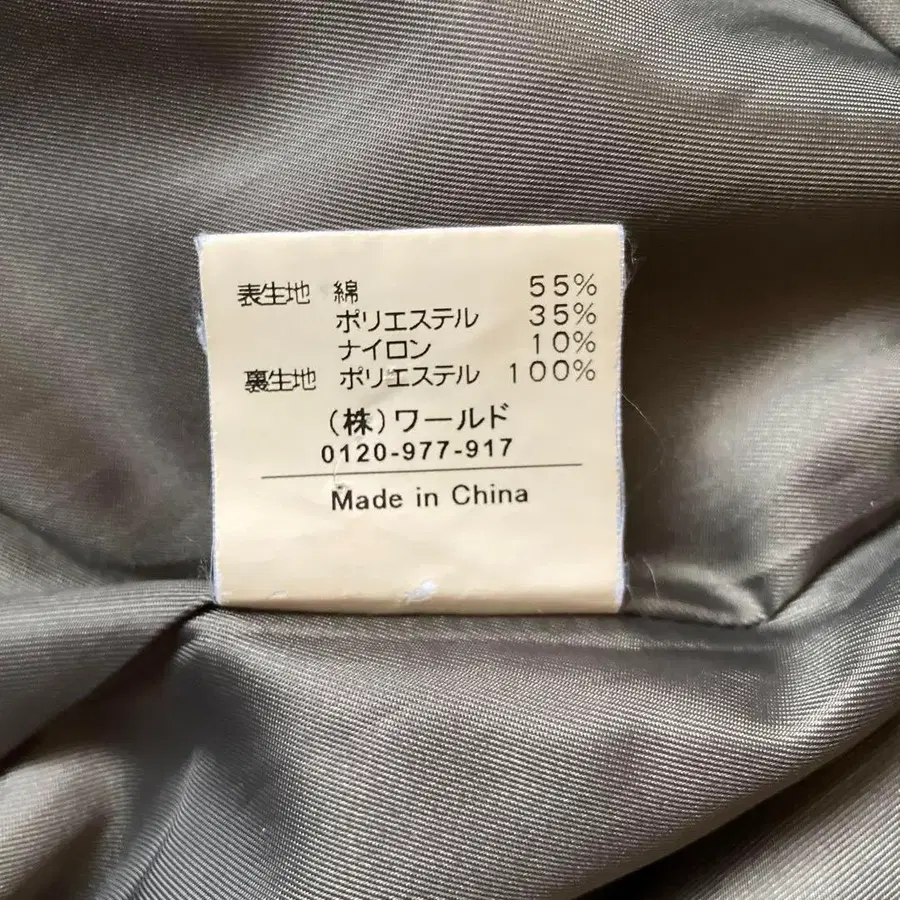 表生地 綿 55%
ポリエステル 35%
ナイロン 10%
裏生地 ポリエステル 100%
(株)ワールド
0120-977-917
Made in China